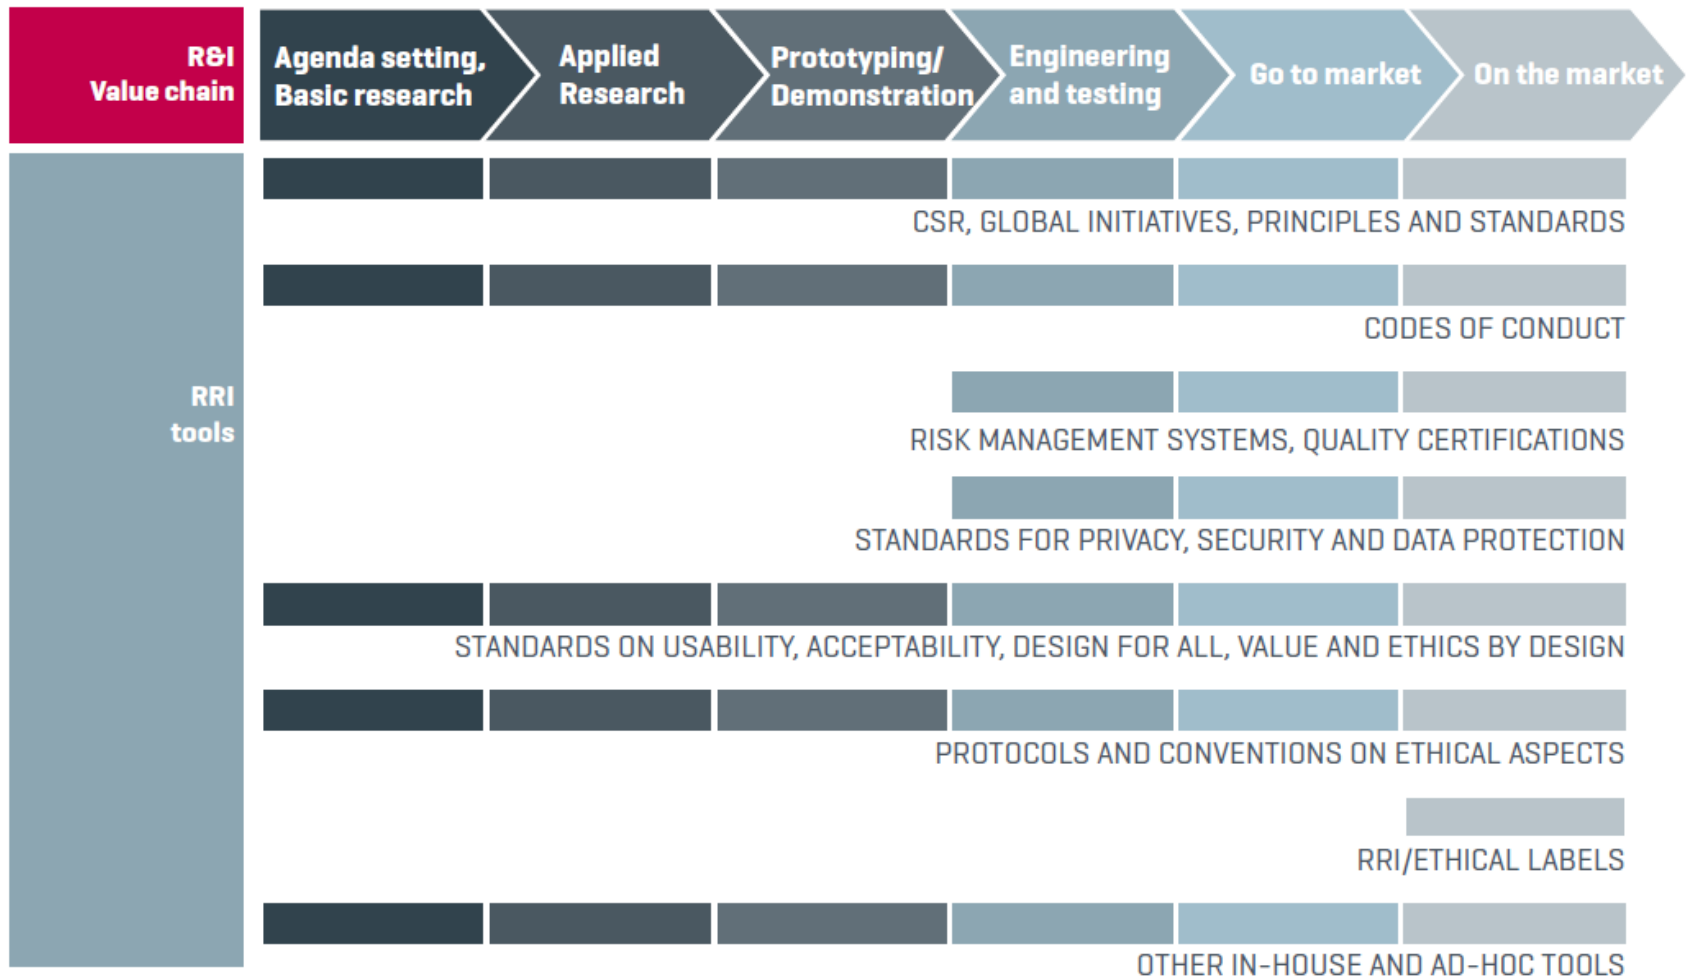 R&I
Value chain
Agenda setting,
Basic research
Applied
Research
Prototyping/
Demonstration
Engineering
and testing
Go to market
On the market
RRI
tools
CSR, GLOBAL INITIATIVES, PRINCIPLES AND STANDARDS
CODES OF CONDUCT
RISK MANAGEMENT SYSTEMS, QUALITY CERTIFICATIONS
STANDARDS FOR PRIVACY, SECURITY AND DATA PROTECTION
STANDARDS ON USABILITY, ACCEPTABILITY, DESIGN FOR ALL, VALUE AND ETHICS BY DESIGN
PROTOCOLS AND CONVENTIONS ON ETHICAL ASPECTS
RRI/ETHICAL LABELS
OTHER IN-HOUSE AND AD-HOC TOOLS